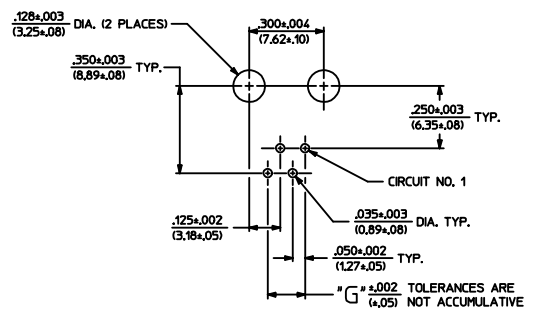 .128±.003 DIA. (2 PLACES)
(3,25±.08)
.300±.004
(7.62±.10)
.350±.003 TYP.
(8,89±.08)
.250±.003 TYP.
(6.35±.08)
CIRCUIT NO. 1
.035±.003 DIA. TYP.
(0.89±.08)
.125±.002
(3,18±.05)
.050±.002 TYP.
(1.27±.05)
"G" ±.002 TOLERANCES ARE
(±.05) NOT ACCUMULATIVE